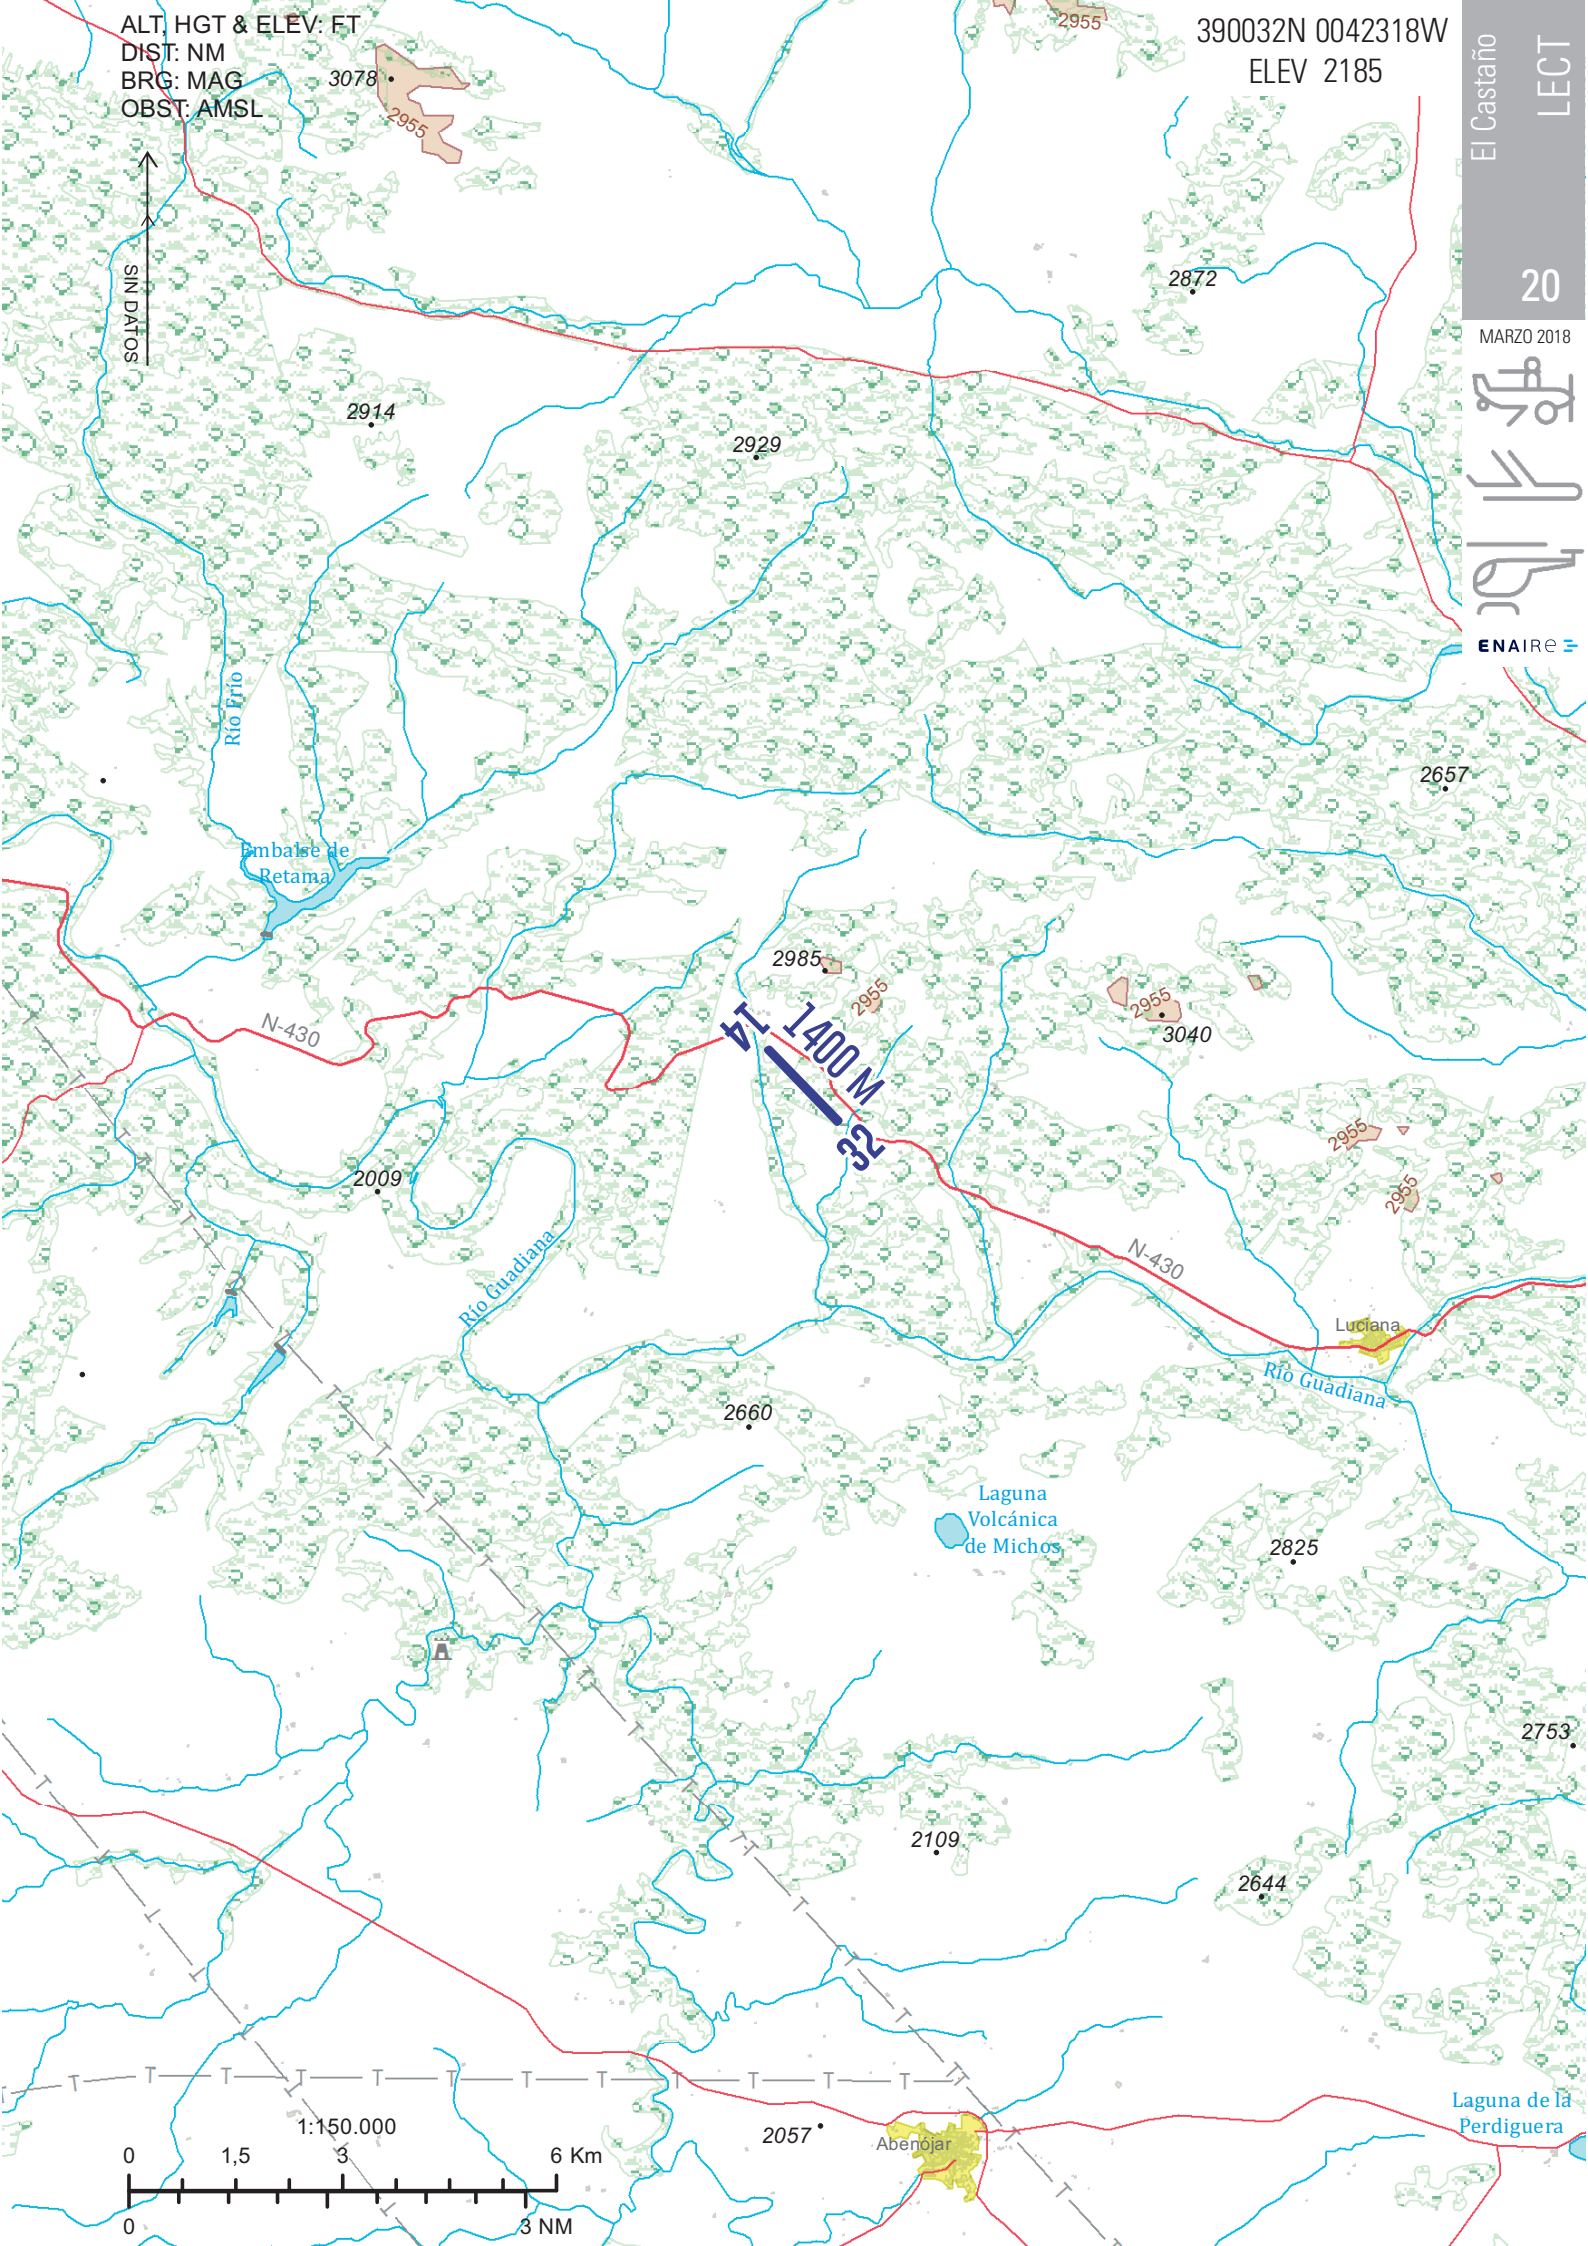 ALT, HGT & ELEV: FT
DIST: NM
BRG: MAG
OBST: AMSL
390032N 0042318W
ELEV 2185
El Castaño
LECT
20
MARZO 2018
ENAIRE
SIN DATOS
2955
3078
2955
2872
2914
2929
Río Frío
2657
Embalse de
Retama
2985
2955
2955
3040
N-430
14
1400 M
32
2955
2009
2955
Río Guadiana
N-430
Luciana
Río Guadiana
2660
Laguna
Volcánica
de Michos
2825
2753
2109
2644
Laguna de la
Perdiguera
2057
Abenójar
1:150.000
0 1,5 3 6 Km
0 3 NM